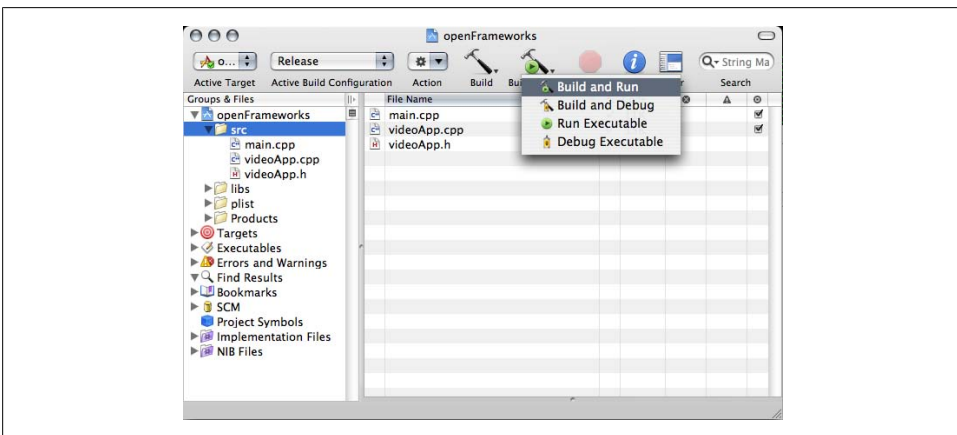 openFrameworks
o...
Release
String Ma
Active Target
Active Build Configuration
Action
Build
Search
Build and Run
Build and Debug
Run Executable
Debug Executable
Groups & Files
File Name
openFrameworks
src
main.cpp
videoApp.cpp
videoApp.h
libs
plist
Products
Targets
Executables
Errors and Warnings
Find Results
Bookmarks
SCM
Project Symbols
Implementation Files
NIB Files
main.cpp
videoApp.cpp
videoApp.h